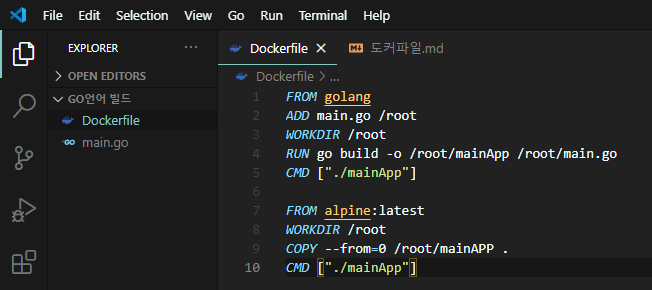 File Edit Selection View Go Run Terminal Help
EXPLORER ...
OPEN EDITORS
GO언어 빌드
Dockerfile
main.go
Dockerfile 도커파일.md
Dockerfile > ...
1 FROM golang
2 ADD main.go /root
3 WORKDIR /root
4 RUN go build -o /root/mainApp /root/main.go
5 CMD ["./mainApp"]
6
7 FROM alpine:latest
8 WORKDIR /root
9 COPY --from=0 /root/mainAPP .
10 CMD ["./mainApp"]